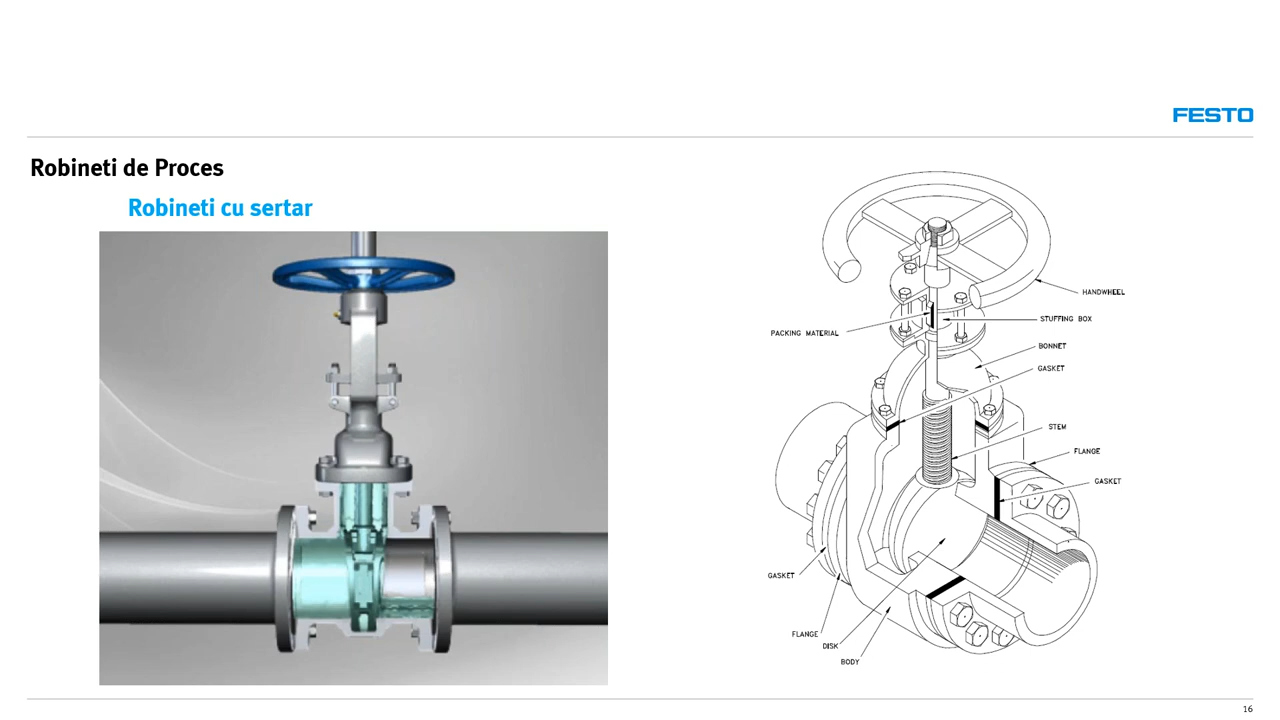 FESTO
Robineti de Proces
Robineti cu sertar
HANDWHEEL
STUFFING BOX
PACKING MATERIAL
BONNET
GASKET
STEM
FLANGE
GASKET
GASKET
FLANGE
DISK
BODY
16